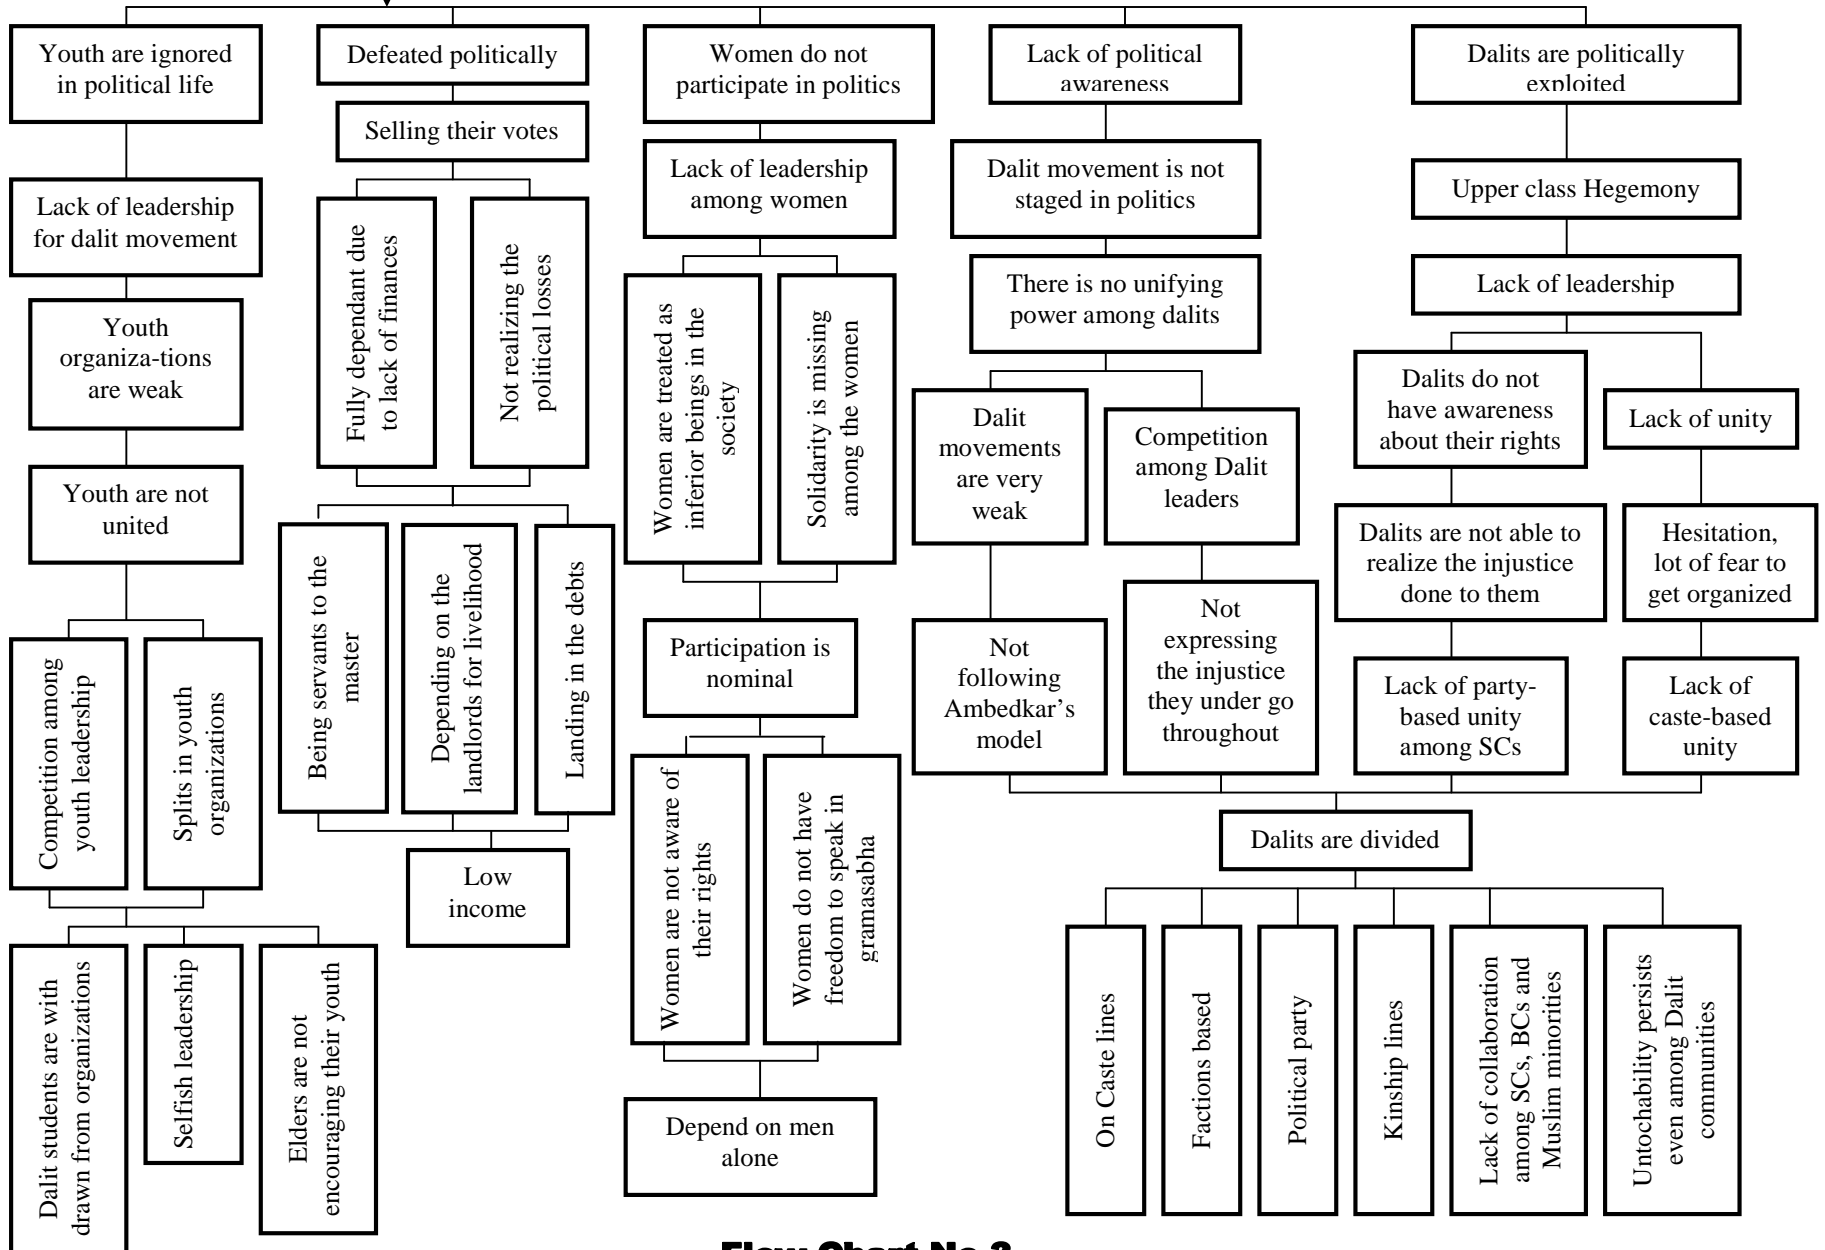 Youth are ignored
in political life
Defeated politically
Women do not
participate in politics
Lack of political
awareness
Dalits are politically
exploited
Selling their votes
Lack of leadership
for dalit movement
Lack of leadership
among women
Dalit movement is not
staged in politics
Upper class Hegemony
Fully dependant due
to lack of finances
Not realizing the
political losses
There is no unifying
power among dalits
Lack of leadership
Youth
organiza-tions
are weak
Women are treated as
inferior beings in the
society
Solidarity is missing
among the women
Dalits do not
have awareness
about their rights
Lack of unity
Dalit
movements
are very
weak
Competition
among Dalit
leaders
Youth are not
united
Dalits are not able to
realize the injustice
done to them
Hesitation,
lot of fear to
get organized
Being servants to the
master
Depending on the
landlords for livelihood
Landing in the debts
Participation is
nominal
Not
following
Ambedkar's
model
Not
expressing
the injustice
they under go
throughout
Lack of party-
based unity
among SCs
Lack of
caste-based
unity
Competition among
youth leadership
Splits in youth
organizations
Women are not aware of
their rights
Women do not have
freedom to speak in
gramasabha
Dalits are divided
Low
income
Dalit students are with
drawn from organizations
Selfish leadership
Elders are not
encouraging their youth
On Caste lines
Factions based
Political party
Kinship lines
Lack of collaboration
among SCs, BCs and
Muslim minorities
Untochability persists
even among Dalit
communities
Depend on men
alone
Flow Chart No